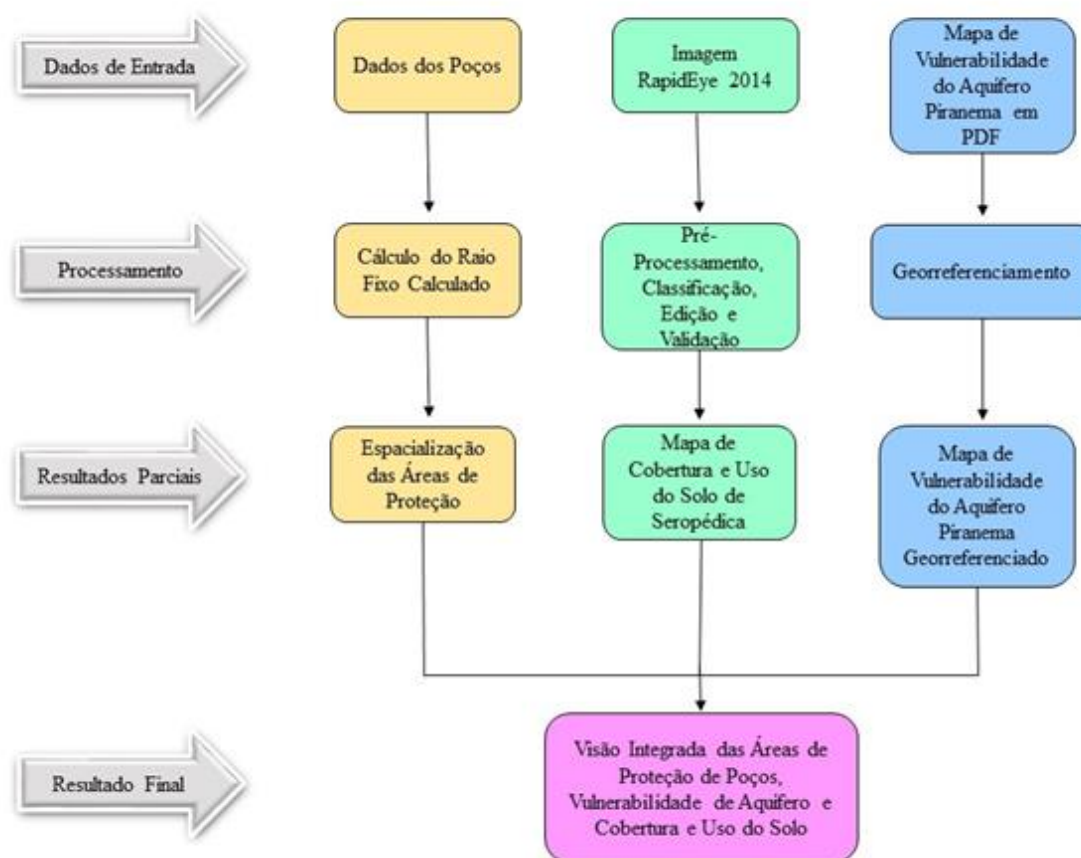 Dados de Entrada
Dados dos Poços
Imagem
RapidEye 2014
Mapa de
Vulnerabilidade
do Aquífero
Piranema em
PDF
Processamento
Cálculo do Raio
Fixo Calculado
Pré-
Processamento,
Classificação,
Edição e
Validação
Georreferenciamento
Resultados Parciais
Espacialização
das Áreas de
Proteção
Mapa de
Cobertura e Uso
do Solo de
Seropédica
Mapa de
Vulnerabilidade
do Aquífero
Piranema
Georreferenciado
Resultado Final
Visão Integrada das Áreas de
Proteção de Poços,
Vulnerabilidade de Aquífero e
Cobertura e Uso do Solo